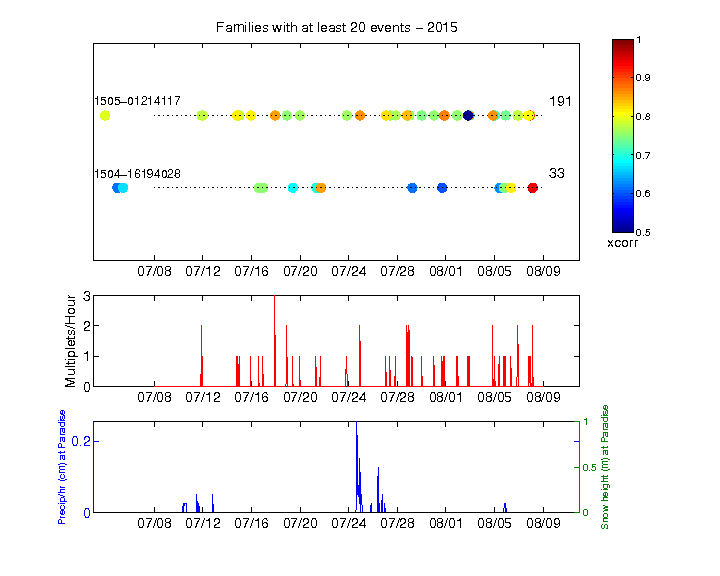 Families with at least 20 events − 2015
1505−01214117
191
1504−16194028
33
07/08 07/12 07/16 07/20 07/24 07/28 08/01 08/05 08/09
1
0.9
0.8
0.7
0.6
0.5
xcorr
Multiplets/Hour
3
2
1
0
07/08 07/12 07/16 07/20 07/24 07/28 08/01 08/05 08/09
Precip/hr (cm) at Paradise
0.2
0
1
0.5
0
Snow height (m) at Paradise
07/08 07/12 07/16 07/20 07/24 07/28 08/01 08/05 08/09